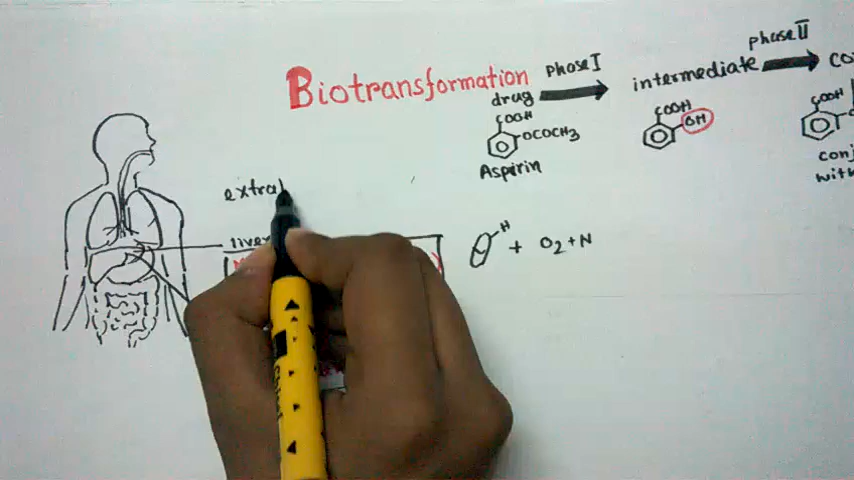 Biotransformation
drug phase I intermediate phase II
COOH
OCOCH3
Aspirin
COOH
OH
COOH
extra
liver
H
+ O2 + N